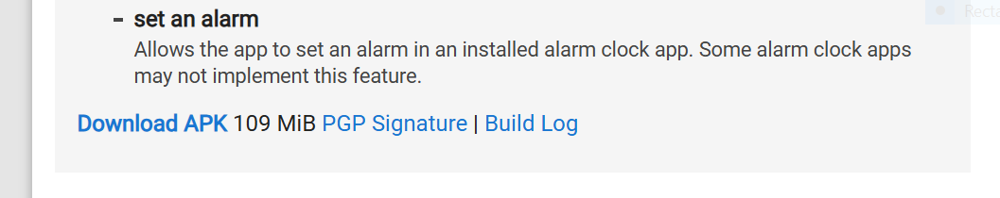 Recta
- set an alarm
Allows the app to set an alarm in an installed alarm clock app. Some alarm clock apps
may not implement this feature.
Download APK 109 MiB PGP Signature | Build Log